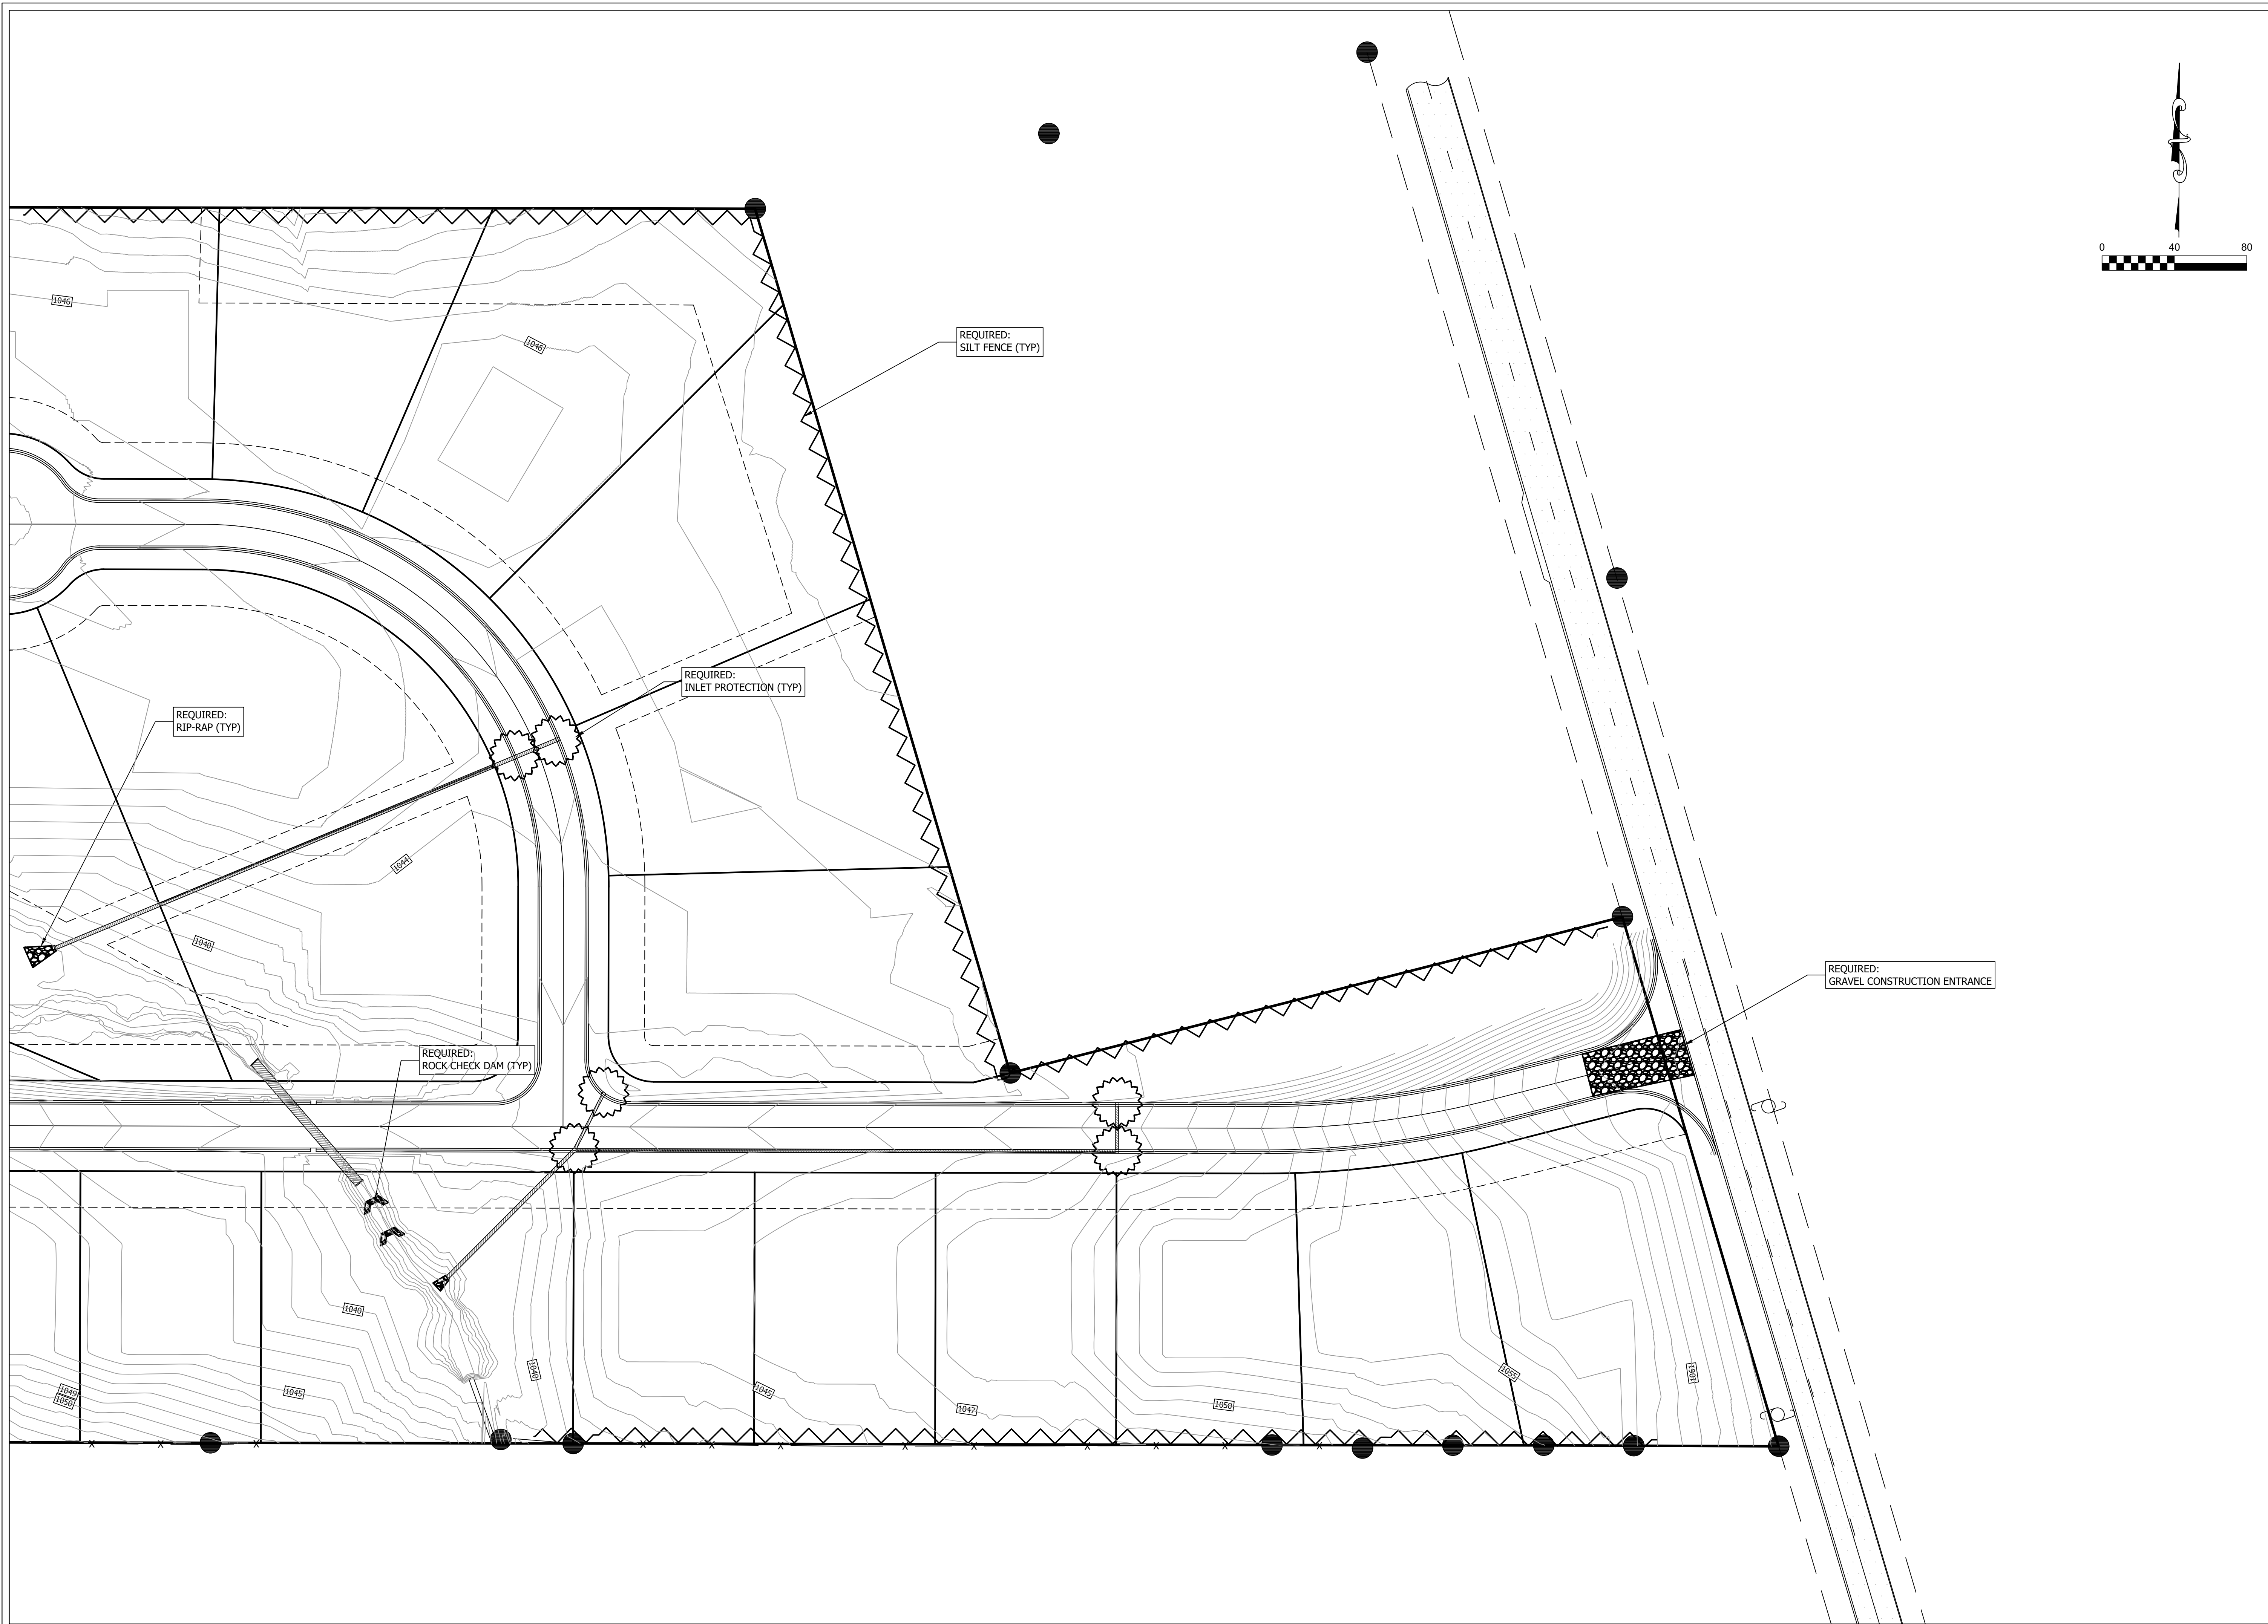 0 40 80
1046
1046
REQUIRED:
SILT FENCE (TYP)
REQUIRED:
INLET PROTECTION (TYP)
REQUIRED:
RIP-RAP (TYP)
1044
1040
REQUIRED:
GRAVEL CONSTRUCTION ENTRANCE
REQUIRED:
ROCK CHECK DAM (TYP)
1040
1040
1049
1050
1045
1045
1047
1050
1055
1061
X X X X X X X X X X X X X